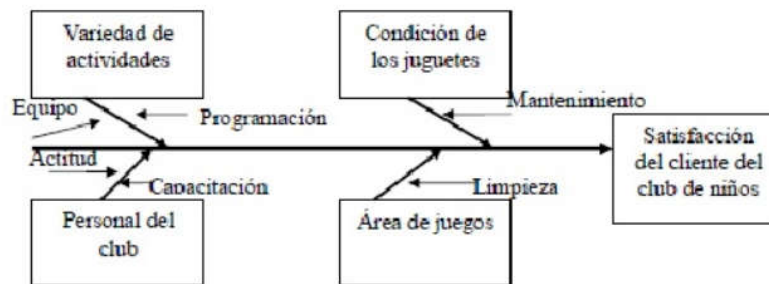 Variedad de
actividades
Condición de
los juguetes
Equipo
Programación
Mantenimiento
Satisfacción
del cliente del
club de niños
Actitud
Capacitación
Limpieza
Personal del
club
Área de juegos